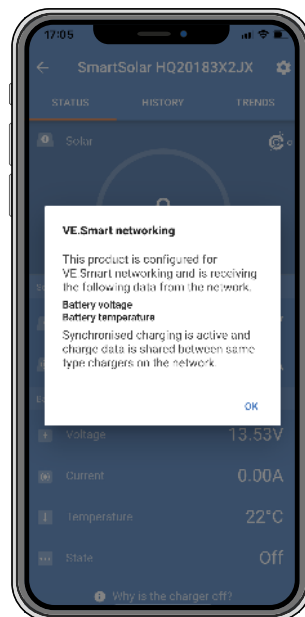 17:05
SmartSolar HQ20183X2JX
STATUS HISTORY TRENDS
Solar
VE.Smart networking
This product is configured for
VE Smart networking and is receiving
the following data from the network.
Battery voltage
Battery temperature
Synchronised charging is active and
charge data is shared between same
type chargers on the network
OK
Voltage 13.53V
Current 0.00A
Temperature 22°C
State Off
Why is the charger off?